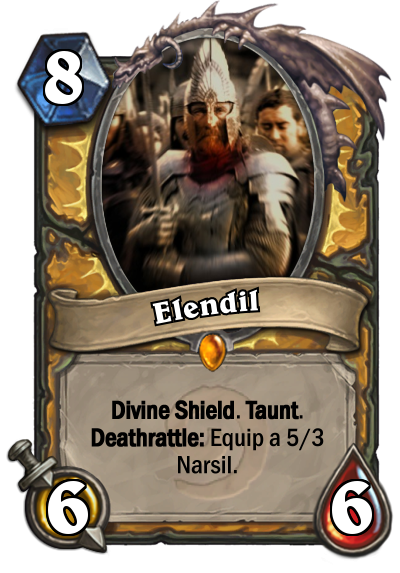 8
Elendil
Divine Shield. Taunt.
Deathrattle: Equip a 5/3
Narsil.
6
6